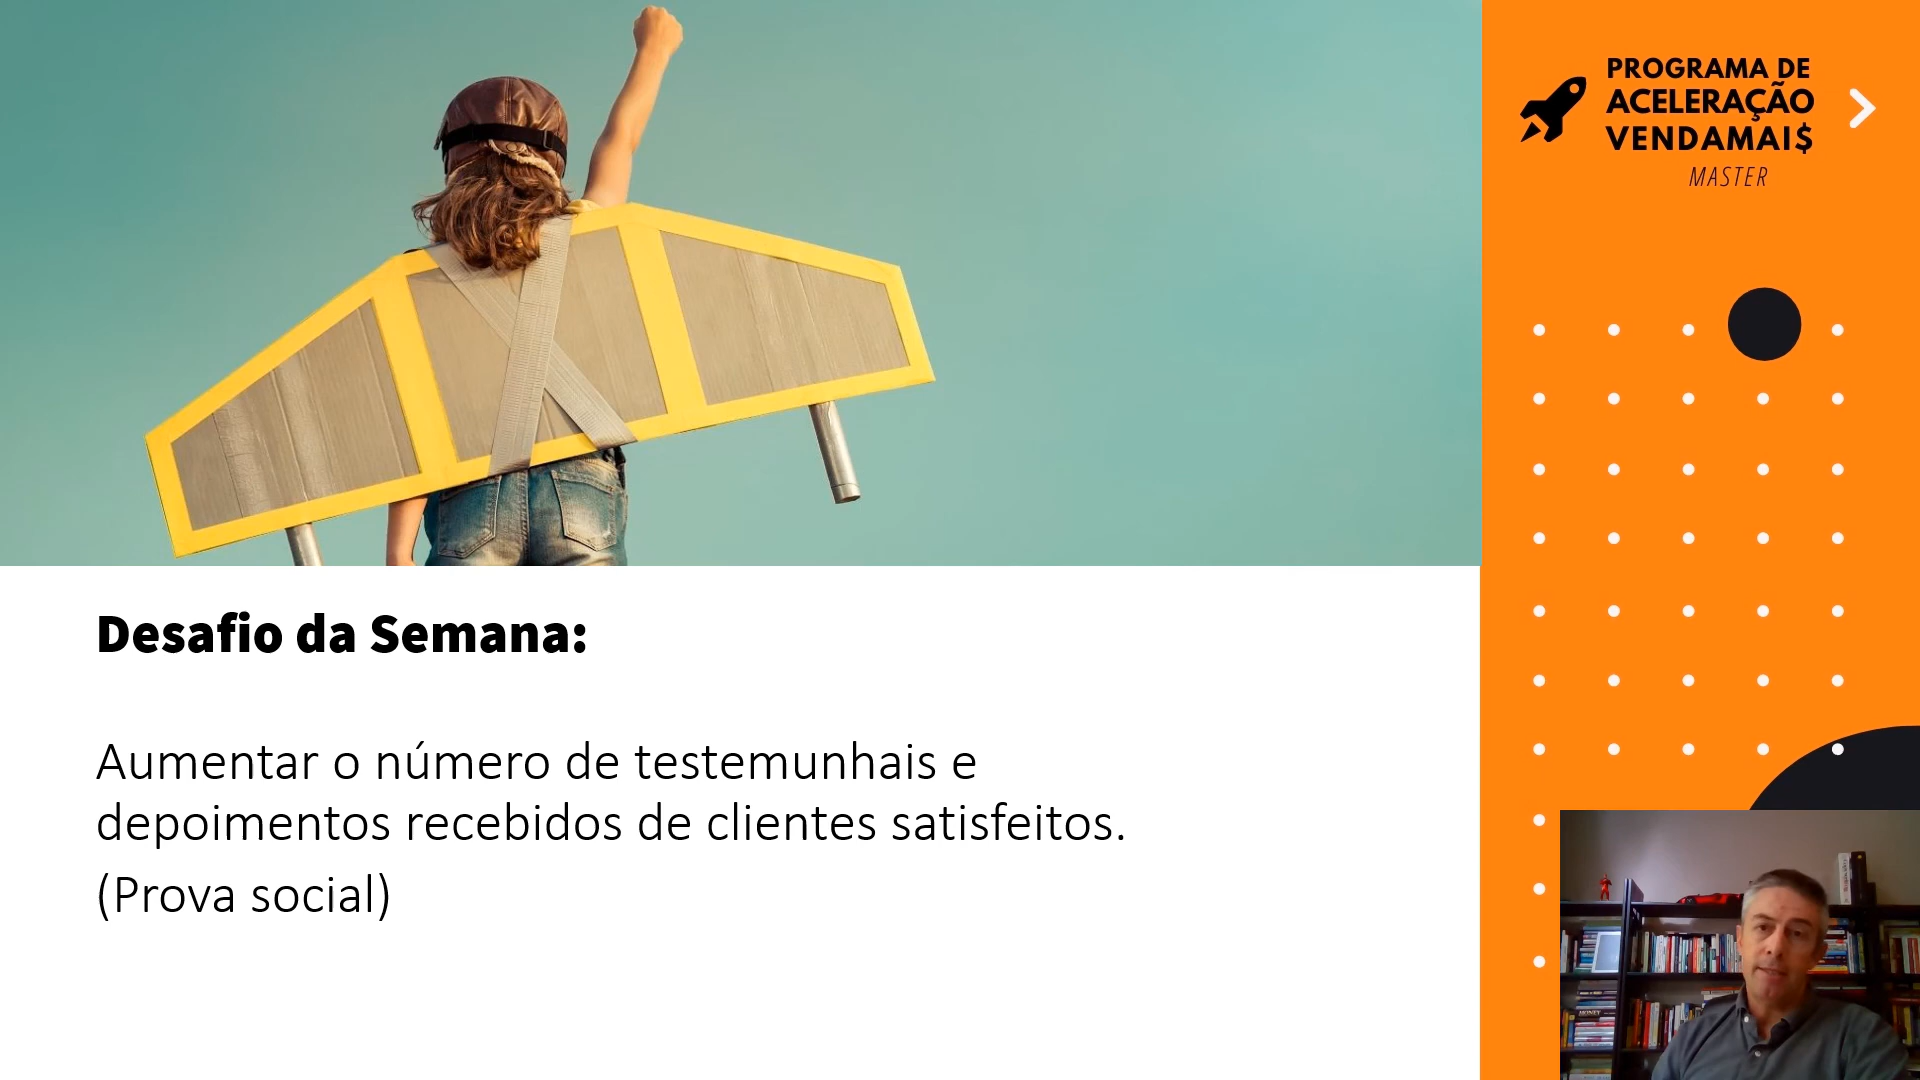 PROGRAMA DE
ACELERAÇÃO
VENDAMAI$
MASTER
Desafio da Semana:
Aumentar o número de testemunhais e
depoimentos recebidos de clientes satisfeitos.
(Prova social)